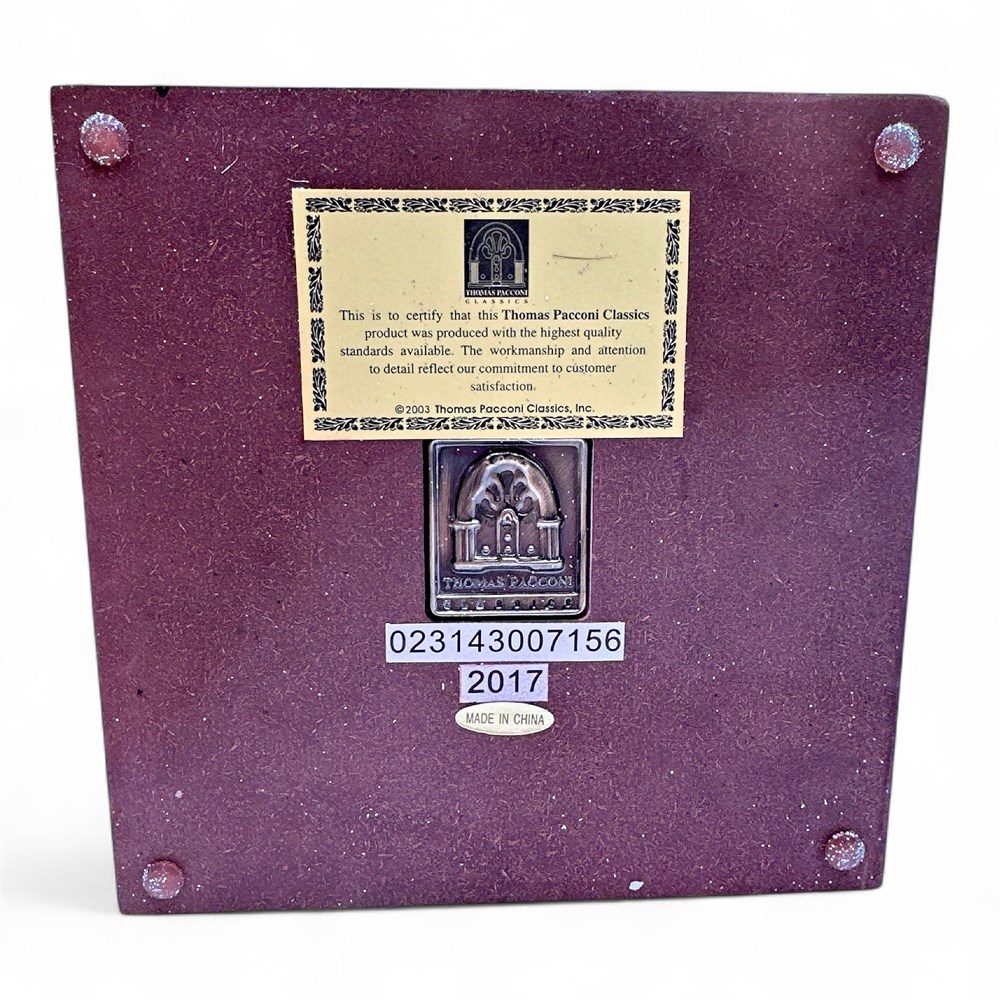 THOMAS PACCONI
CLASSICS
This is to certify that this Thomas Pacconi Classics
product was produced with the highest quality
standards available. The workmanship and attention
to detail reflect our commitment to customer
satisfaction.
©2003 Thomas Pacconi Classics, Inc.
THOMAS PACCONI
CLASSICS
023143007156
2017
MADE IN CHINA